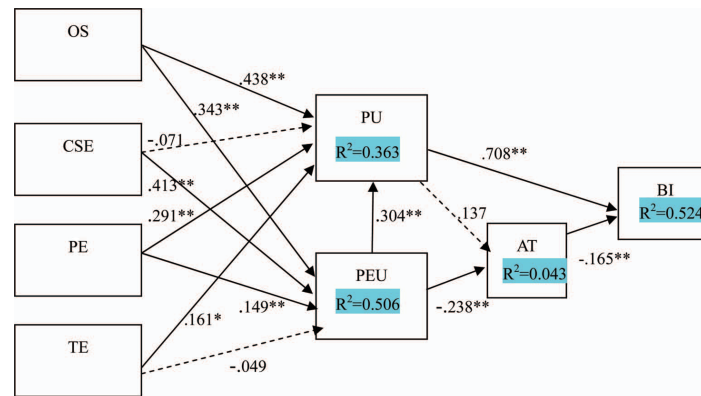 OS
.438**
.343**
CSE
-.071
PU
R²=0.363
.708**
.413**
BI
R²=0.524
.291**
PE
.304**
.137
AT
R²=0.043
-.165**
PEU
R²=0.506
.149**
-.238**
.161*
TE
-.049